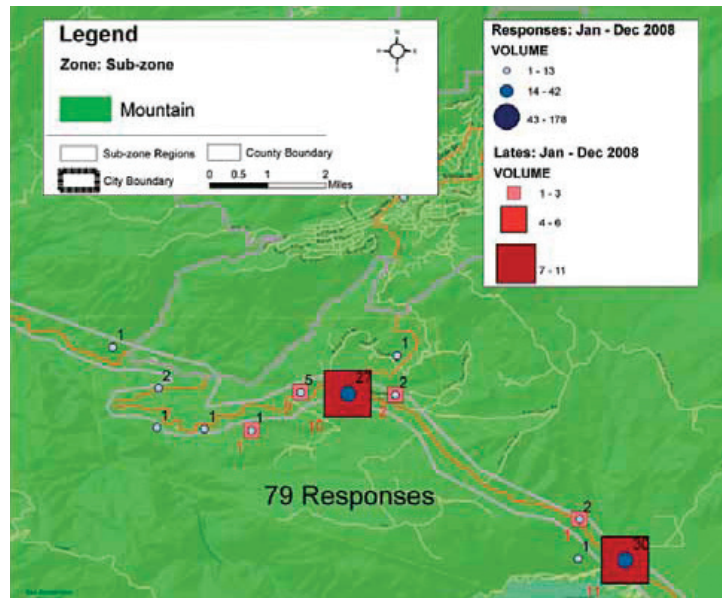 Legend
Zone: Sub-zone
Mountain
Sub-zone Regions
County Boundary
City Boundary
0 0.5 1 2
Miles
N
Responses: Jan - Dec 2008
VOLUME
1 - 13
14 - 42
43 - 178
Lates: Jan - Dec 2008
VOLUME
1 - 3
4 - 6
7 - 11
1
1
2
5
27
2
10
2
1
1
1
1
79 Responses
2
1
1
30
11